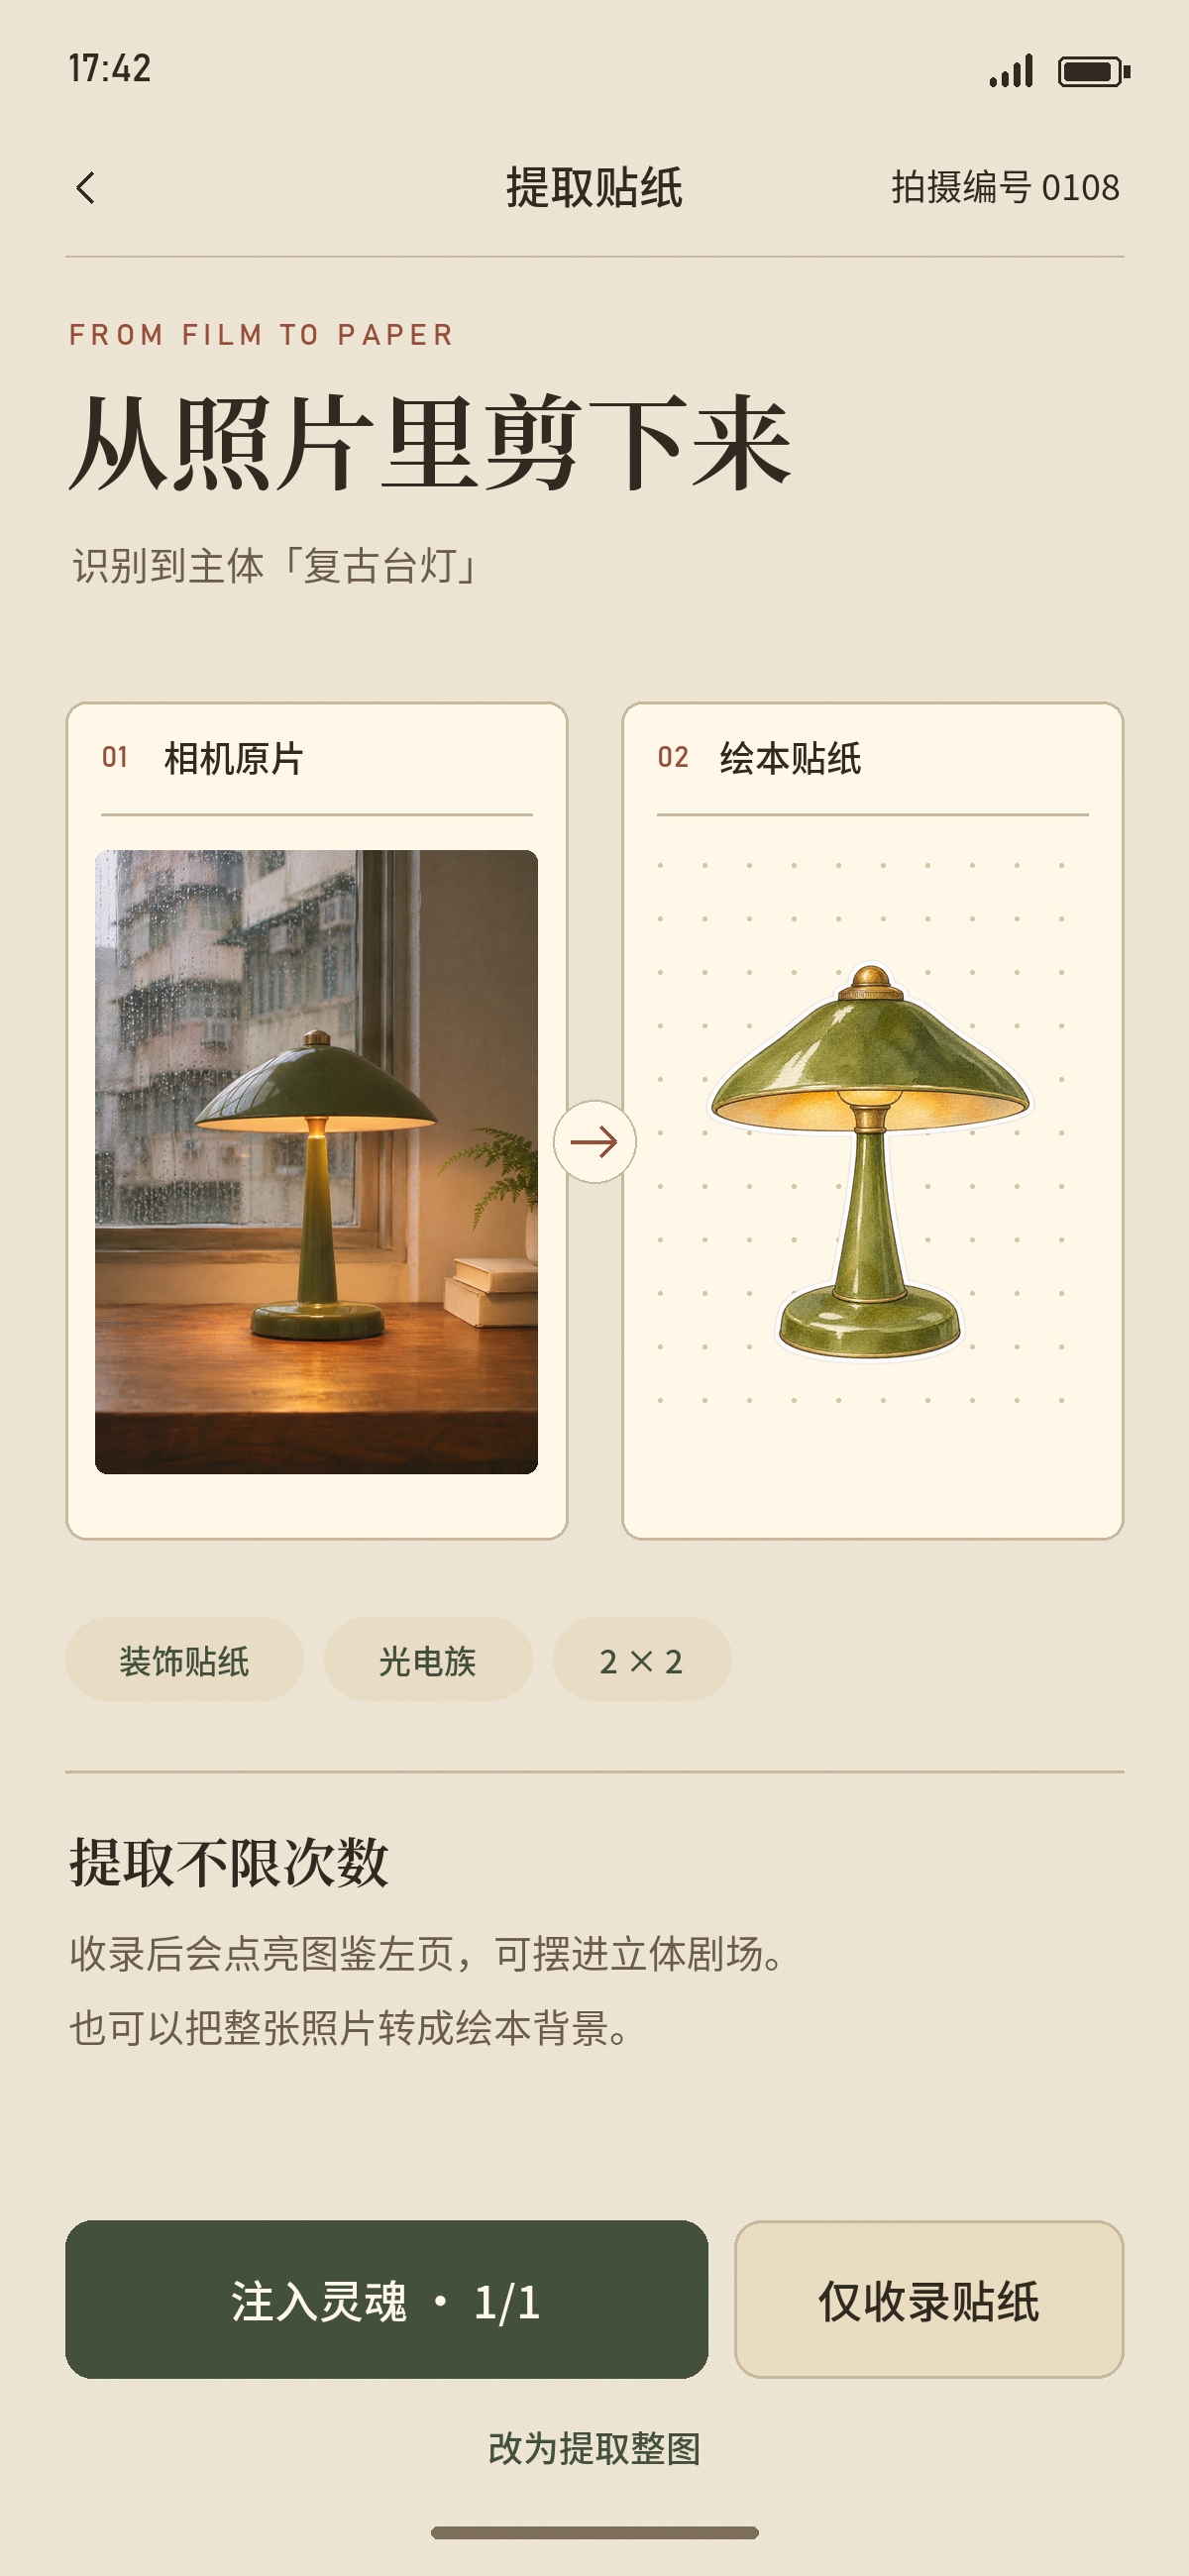 17:42
提取贴纸
拍摄编号 0108
FROM FILM TO PAPER
从照片里剪下来
识别到主体「复古台灯」
01 相机原片
02 绘本贴纸
装饰贴纸
光电族
2 × 2
提取不限次数
收录后会点亮图鉴左页，可摆进立体剧场。
也可以把整张照片转成绘本背景。
注入灵魂 · 1/1
仅收录贴纸
改为提取整图